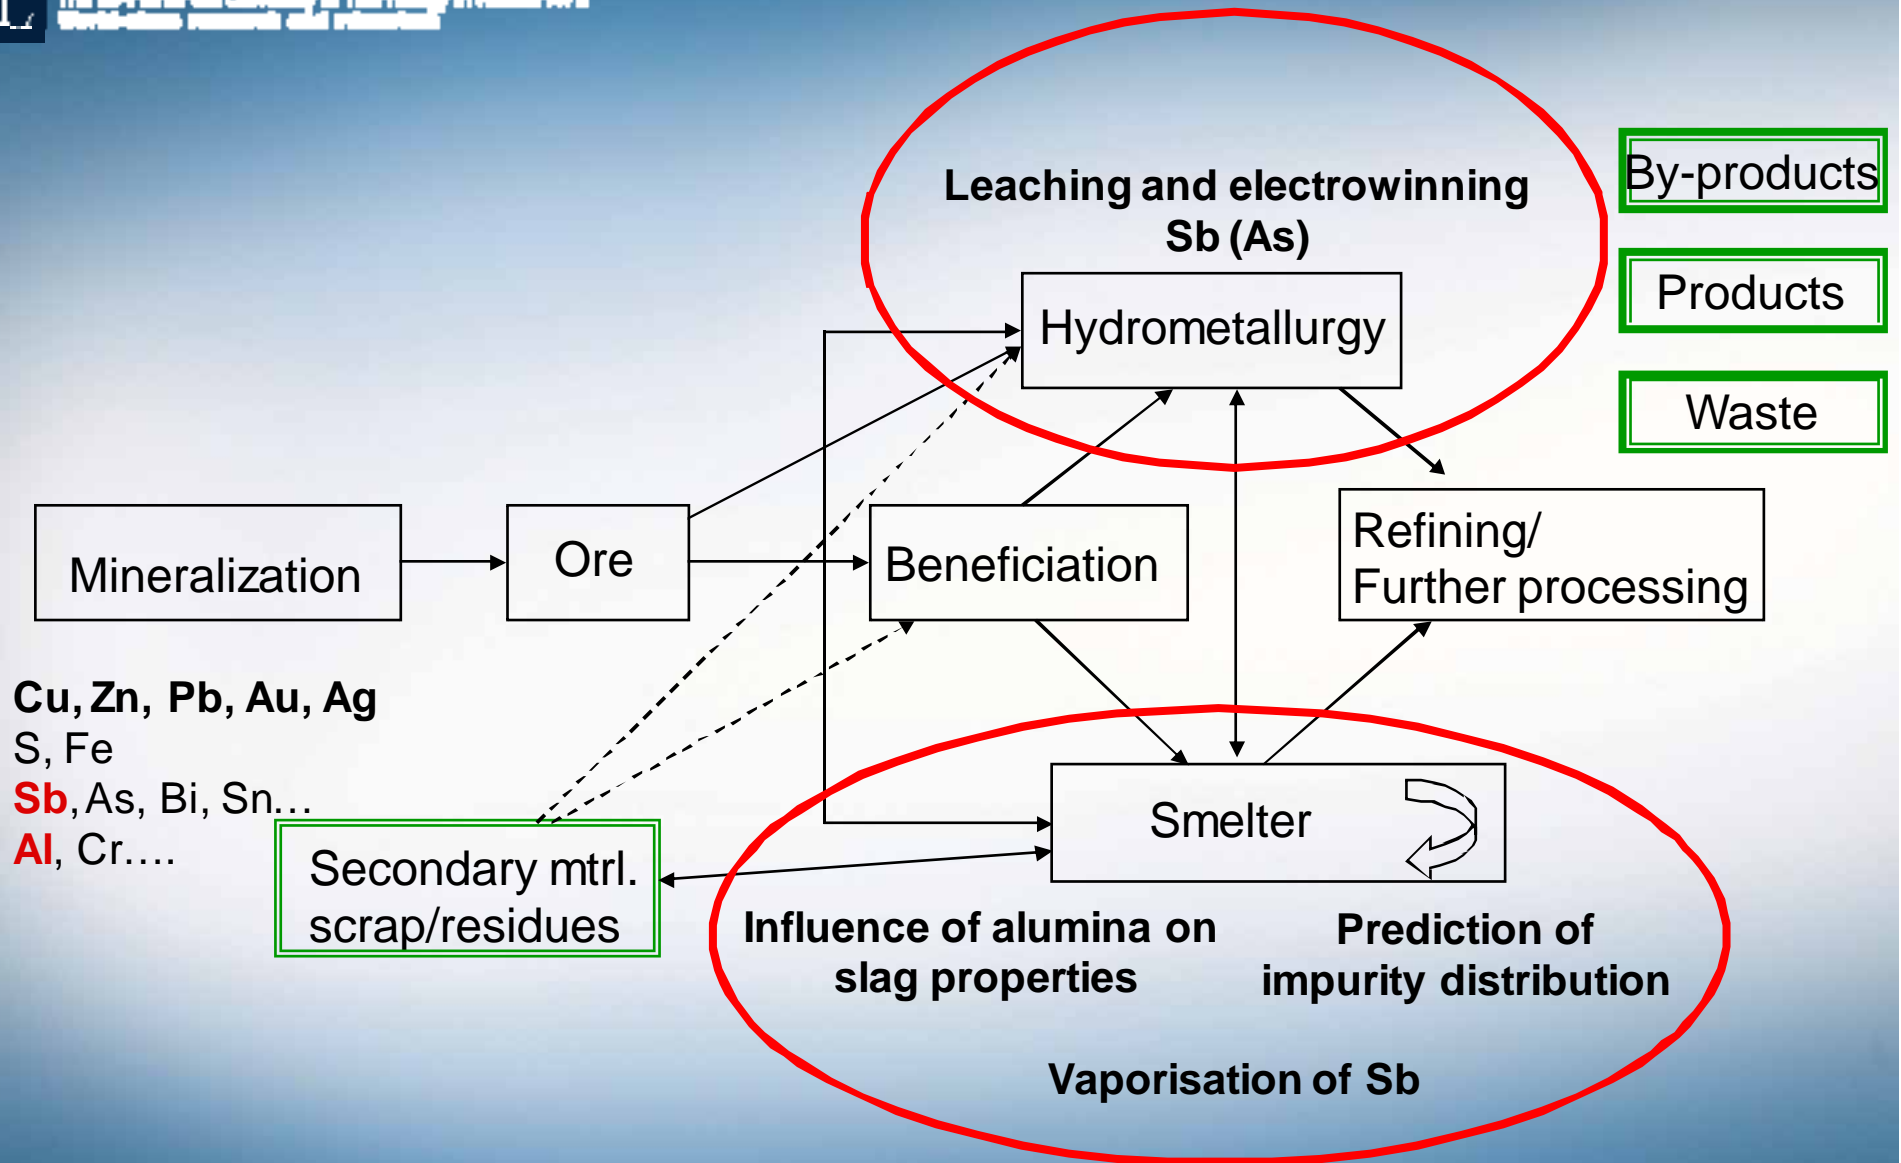 Leaching and electrowinning
Sb (As)
By-products
Products
Waste
Hydrometallurgy
Mineralization
Ore
Beneficiation
Refining/
Further processing
Cu, Zn, Pb, Au, Ag
S, Fe
Sb, As, Bi, Sn...
Al, Cr....
Secondary mtrl.
scrap/residues
Smelter
Influence of alumina on
slag properties
Prediction of
impurity distribution
Vaporisation of Sb